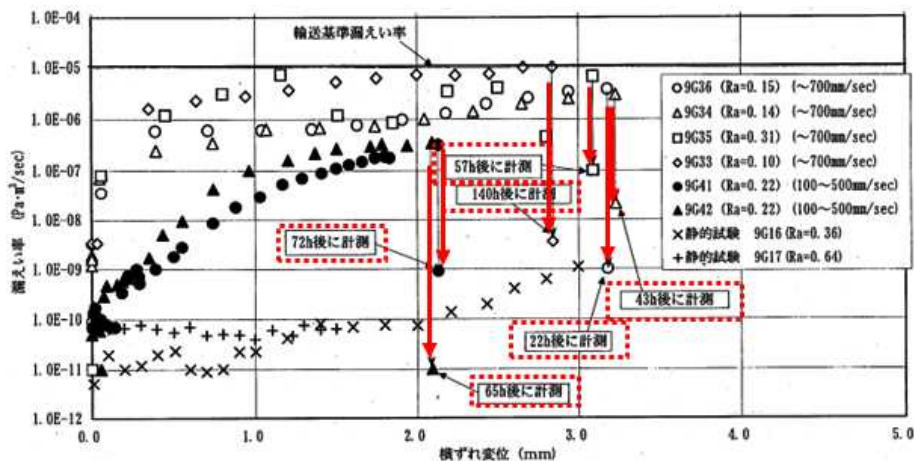 1.0E-04
1.0E-05
1.0E-06
1.0E-07
1.0E-08
1.0E-09
1.0E-10
1.0E-11
1.0E-12
漏えい率 (Pa·m³/sec)
輸送基準漏えい率
○ 9G36 (Ra=0.15) (～700mm/sec)
△ 9G34 (Ra=0.14) (～700mm/sec)
□ 9G35 (Ra=0.31) (～700mm/sec)
◇ 9G33 (Ra=0.10) (～700mm/sec)
● 9G41 (Ra=0.22) (100～500mm/sec)
▲ 9G42 (Ra=0.22) (100～500mm/sec)
× 静的試験 9G16 (Ra=0.36)
+ 静的試験 9G17 (Ra=0.64)
57h後に計測
140h後に計測
72h後に計測
43h後に計測
22h後に計測
65h後に計測
0.0 1.0 2.0 3.0 4.0 5.0
横ずれ変位 (mm)